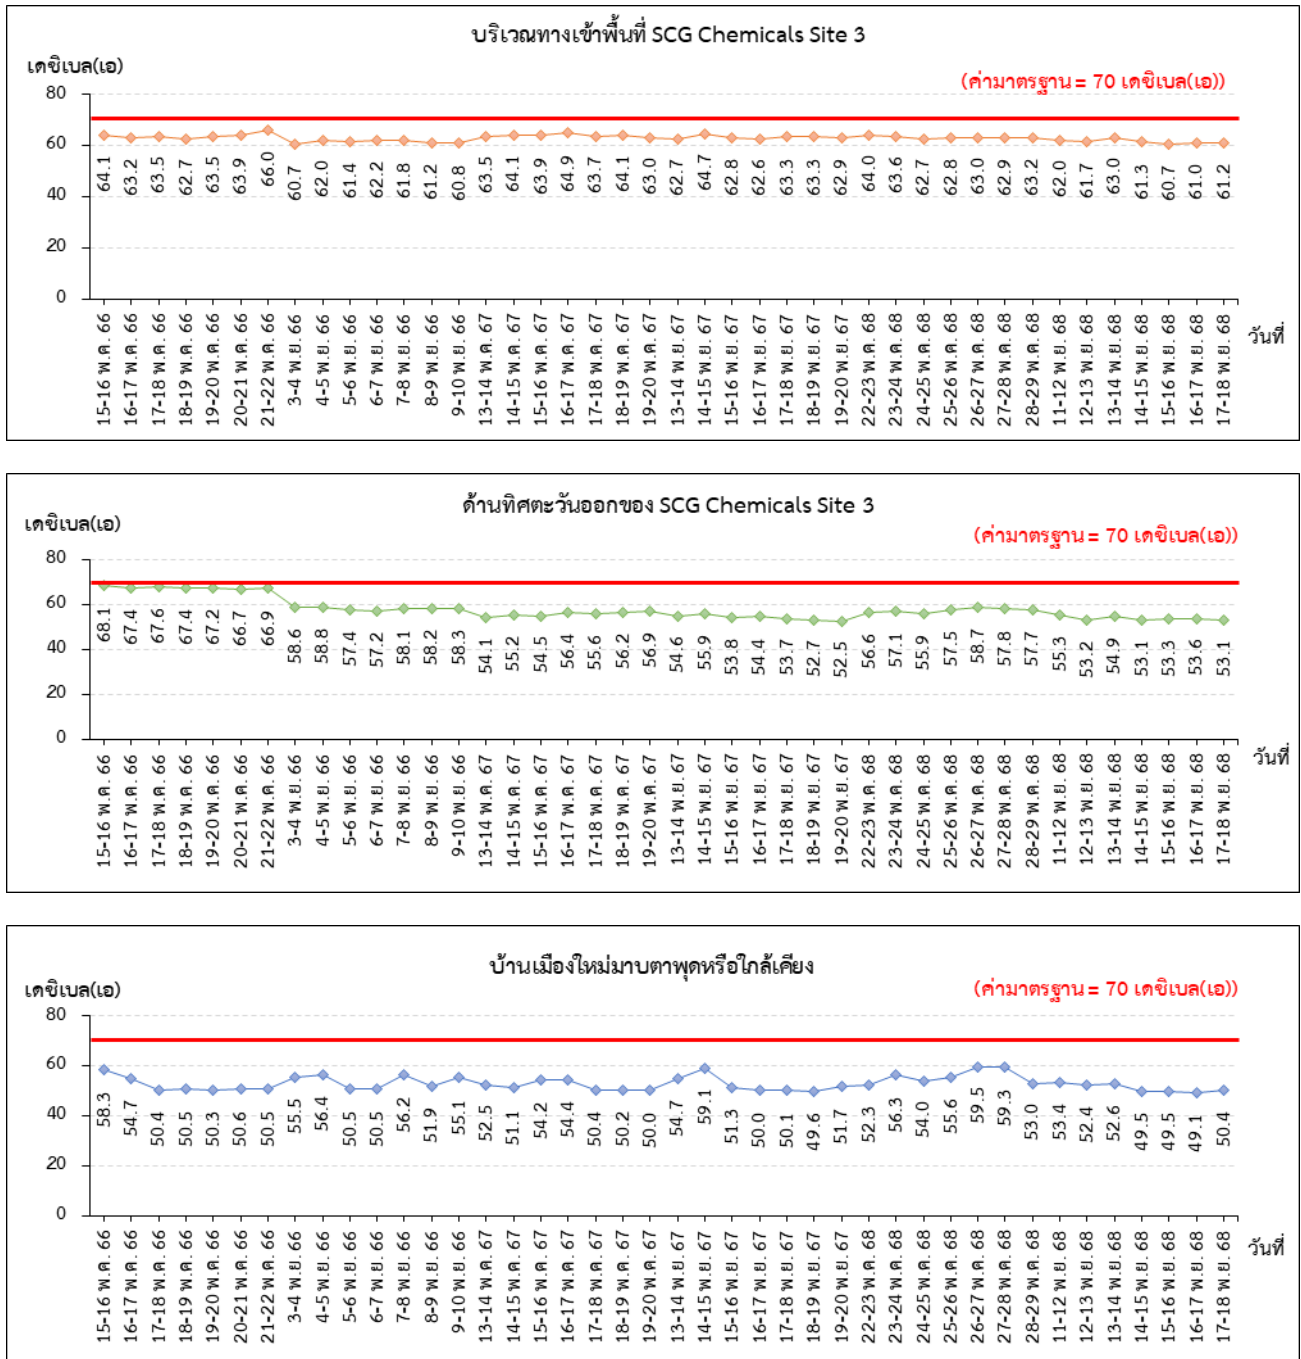 บริเวณทางเข้าพื้นที่ SCG Chemicals Site 3
เดซิเบล(เอ)
(ค่ามาตรฐาน = 70 เดซิเบล(เอ))
80
60
40
20
0
64.1 63.2 63.5 62.7 63.5 63.9 66.0 60.7 62.0 61.4 62.2 61.8 61.2 60.8 63.5 64.1 63.9 64.9 63.7 64.1 63.0 62.7 64.7 62.8 62.6 63.3 63.3 62.9 64.0 63.6 62.7 62.8 63.0 62.9 63.2 62.0 61.7 63.0 61.3 60.7 61.0 61.2
15-16 พ.ค. 66 16-17 พ.ค. 66 17-18 พ.ค. 66 18-19 พ.ค. 66 19-20 พ.ค. 66 20-21 พ.ค. 66 21-22 พ.ค. 66 3-4 พ.ย. 66 4-5 พ.ย. 66 5-6 พ.ย. 66 6-7 พ.ย. 66 7-8 พ.ย. 66 8-9 พ.ย. 66 9-10 พ.ย. 66 13-14 พ.ค. 67 14-15 พ.ค. 67 15-16 พ.ค. 67 16-17 พ.ค. 67 17-18 พ.ค. 67 18-19 พ.ค. 67 19-20 พ.ค. 67 13-14 พ.ย. 67 14-15 พ.ย. 67 15-16 พ.ย. 67 16-17 พ.ย. 67 17-18 พ.ย. 67 18-19 พ.ย. 67 19-20 พ.ย. 67 22-23 พ.ค. 68 23-24 พ.ค. 68 24-25 พ.ค. 68 25-26 พ.ค. 68 26-27 พ.ค. 68 27-28 พ.ค. 68 28-29 พ.ค. 68 11-12 พ.ย. 68 12-13 พ.ย. 68 13-14 พ.ย. 68 14-15 พ.ย. 68 15-16 พ.ย. 68 16-17 พ.ย. 68 17-18 พ.ย. 68
วันที่
ด้านทิศตะวันออกของ SCG Chemicals Site 3
เดซิเบล(เอ)
(ค่ามาตรฐาน = 70 เดซิเบล(เอ))
80
60
40
20
0
68.1 67.4 67.6 67.4 67.2 66.7 66.9 58.6 58.8 57.4 57.2 58.1 58.2 58.3 54.1 55.2 54.5 56.4 55.6 56.2 56.9 54.6 55.9 53.8 54.4 53.7 52.7 52.5 56.6 57.1 55.9 57.5 58.7 57.8 57.7 55.3 53.2 54.9 53.1 53.3 53.6 53.1
15-16 พ.ค. 66 16-17 พ.ค. 66 17-18 พ.ค. 66 18-19 พ.ค. 66 19-20 พ.ค. 66 20-21 พ.ค. 66 21-22 พ.ค. 66 3-4 พ.ย. 66 4-5 พ.ย. 66 5-6 พ.ย. 66 6-7 พ.ย. 66 7-8 พ.ย. 66 8-9 พ.ย. 66 9-10 พ.ย. 66 13-14 พ.ค. 67 14-15 พ.ค. 67 15-16 พ.ค. 67 16-17 พ.ค. 67 17-18 พ.ค. 67 18-19 พ.ค. 67 19-20 พ.ค. 67 13-14 พ.ย. 67 14-15 พ.ย. 67 15-16 พ.ย. 67 16-17 พ.ย. 67 17-18 พ.ย. 67 18-19 พ.ย. 67 19-20 พ.ย. 67 22-23 พ.ค. 68 23-24 พ.ค. 68 24-25 พ.ค. 68 25-26 พ.ค. 68 26-27 พ.ค. 68 27-28 พ.ค. 68 28-29 พ.ค. 68 11-12 พ.ย. 68 12-13 พ.ย. 68 13-14 พ.ย. 68 14-15 พ.ย. 68 15-16 พ.ย. 68 16-17 พ.ย. 68 17-18 พ.ย. 68
วันที่
บ้านเมืองใหม่มาบตาพุดหรือใกล้เคียง
เดซิเบล(เอ)
(ค่ามาตรฐาน = 70 เดซิเบล(เอ))
80
60
40
20
0
58.3 54.7 50.4 50.5 50.3 50.6 50.5 55.5 56.4 50.5 50.5 56.2 51.9 55.1 52.5 51.1 54.2 54.4 50.4 50.2 50.0 54.7 59.1 51.3 50.0 50.1 49.6 51.7 52.3 56.3 54.0 55.6 59.5 59.3 53.0 53.4 52.4 52.6 49.5 49.5 49.1 50.4
15-16 พ.ค. 66 16-17 พ.ค. 66 17-18 พ.ค. 66 18-19 พ.ค. 66 19-20 พ.ค. 66 20-21 พ.ค. 66 21-22 พ.ค. 66 3-4 พ.ย. 66 4-5 พ.ย. 66 5-6 พ.ย. 66 6-7 พ.ย. 66 7-8 พ.ย. 66 8-9 พ.ย. 66 9-10 พ.ย. 66 13-14 พ.ค. 67 14-15 พ.ค. 67 15-16 พ.ค. 67 16-17 พ.ค. 67 17-18 พ.ค. 67 18-19 พ.ค. 67 19-20 พ.ค. 67 13-14 พ.ย. 67 14-15 พ.ย. 67 15-16 พ.ย. 67 16-17 พ.ย. 67 17-18 พ.ย. 67 18-19 พ.ย. 67 19-20 พ.ย. 67 22-23 พ.ค. 68 23-24 พ.ค. 68 24-25 พ.ค. 68 25-26 พ.ค. 68 26-27 พ.ค. 68 27-28 พ.ค. 68 28-29 พ.ค. 68 11-12 พ.ย. 68 12-13 พ.ย. 68 13-14 พ.ย. 68 14-15 พ.ย. 68 15-16 พ.ย. 68 16-17 พ.ย. 68 17-18 พ.ย. 68
วันที่